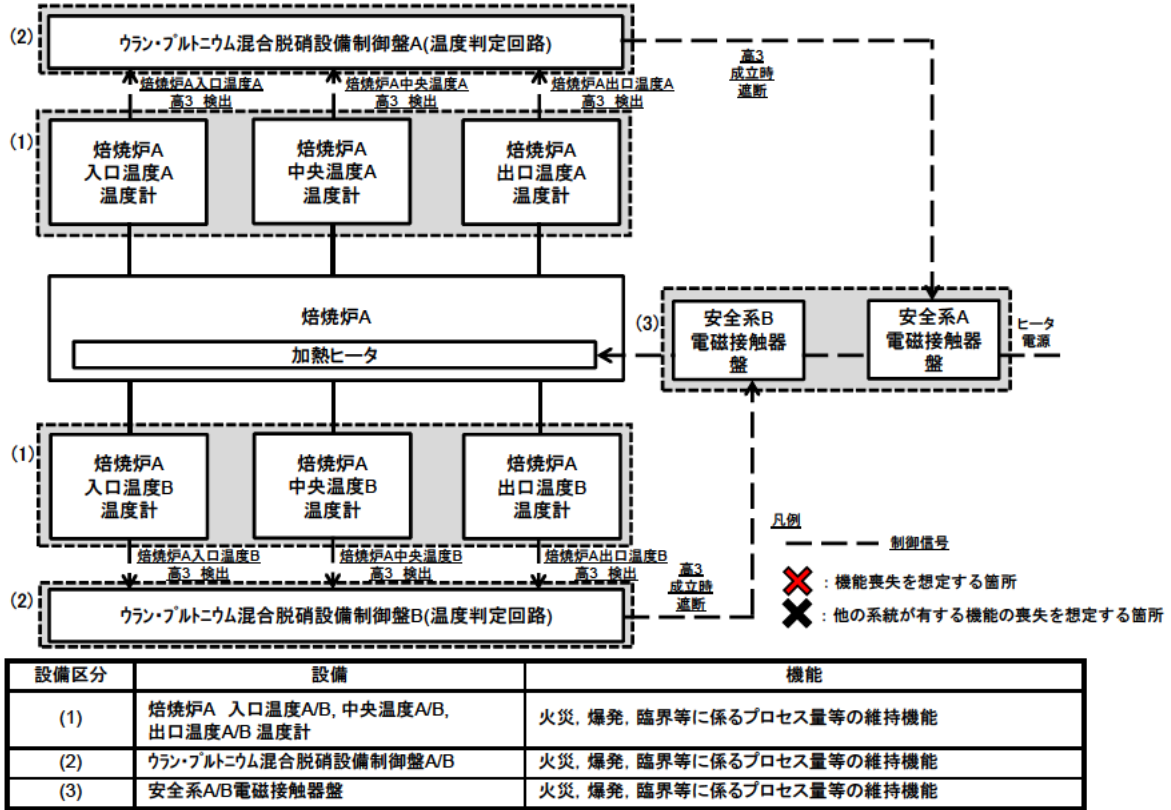 (2)
ウラン・プルトニウム混合脱硝設備制御盤A(温度判定回路)
高3
成立時
遮断
焙焼炉A入口温度A
高3 検出
焙焼炉A中央温度A
高3 検出
焙焼炉A出口温度A
高3 検出
(1)
焙焼炉A
入口温度A
温度計
焙焼炉A
中央温度A
温度計
焙焼炉A
出口温度A
温度計
焙焼炉A
加熱ヒータ
(3)
安全系B
電磁接触器
盤
安全系A
電磁接触器
盤
ヒータ
電源
(1)
焙焼炉A
入口温度B
温度計
焙焼炉A
中央温度B
温度計
焙焼炉A
出口温度B
温度計
焙焼炉A入口温度B
高3 検出
焙焼炉A中央温度B
高3 検出
焙焼炉A出口温度B
高3 検出
(2)
ウラン・プルトニウム混合脱硝設備制御盤B(温度判定回路)
高3
成立時
遮断
凡例
制御信号
:機能喪失を想定する箇所
:他の系統が有する機能の喪失を想定する箇所
設備区分 設備 機能
(1) 焙焼炉A 入口温度A/B, 中央温度A/B,
出口温度A/B 温度計 火災, 爆発, 臨界等に係るプロセス量等の維持機能
(2) ウラン・プルトニウム混合脱硝設備制御盤A/B 火災, 爆発, 臨界等に係るプロセス量等の維持機能
(3) 安全系A/B電磁接触器盤 火災, 爆発, 臨界等に係るプロセス量等の維持機能